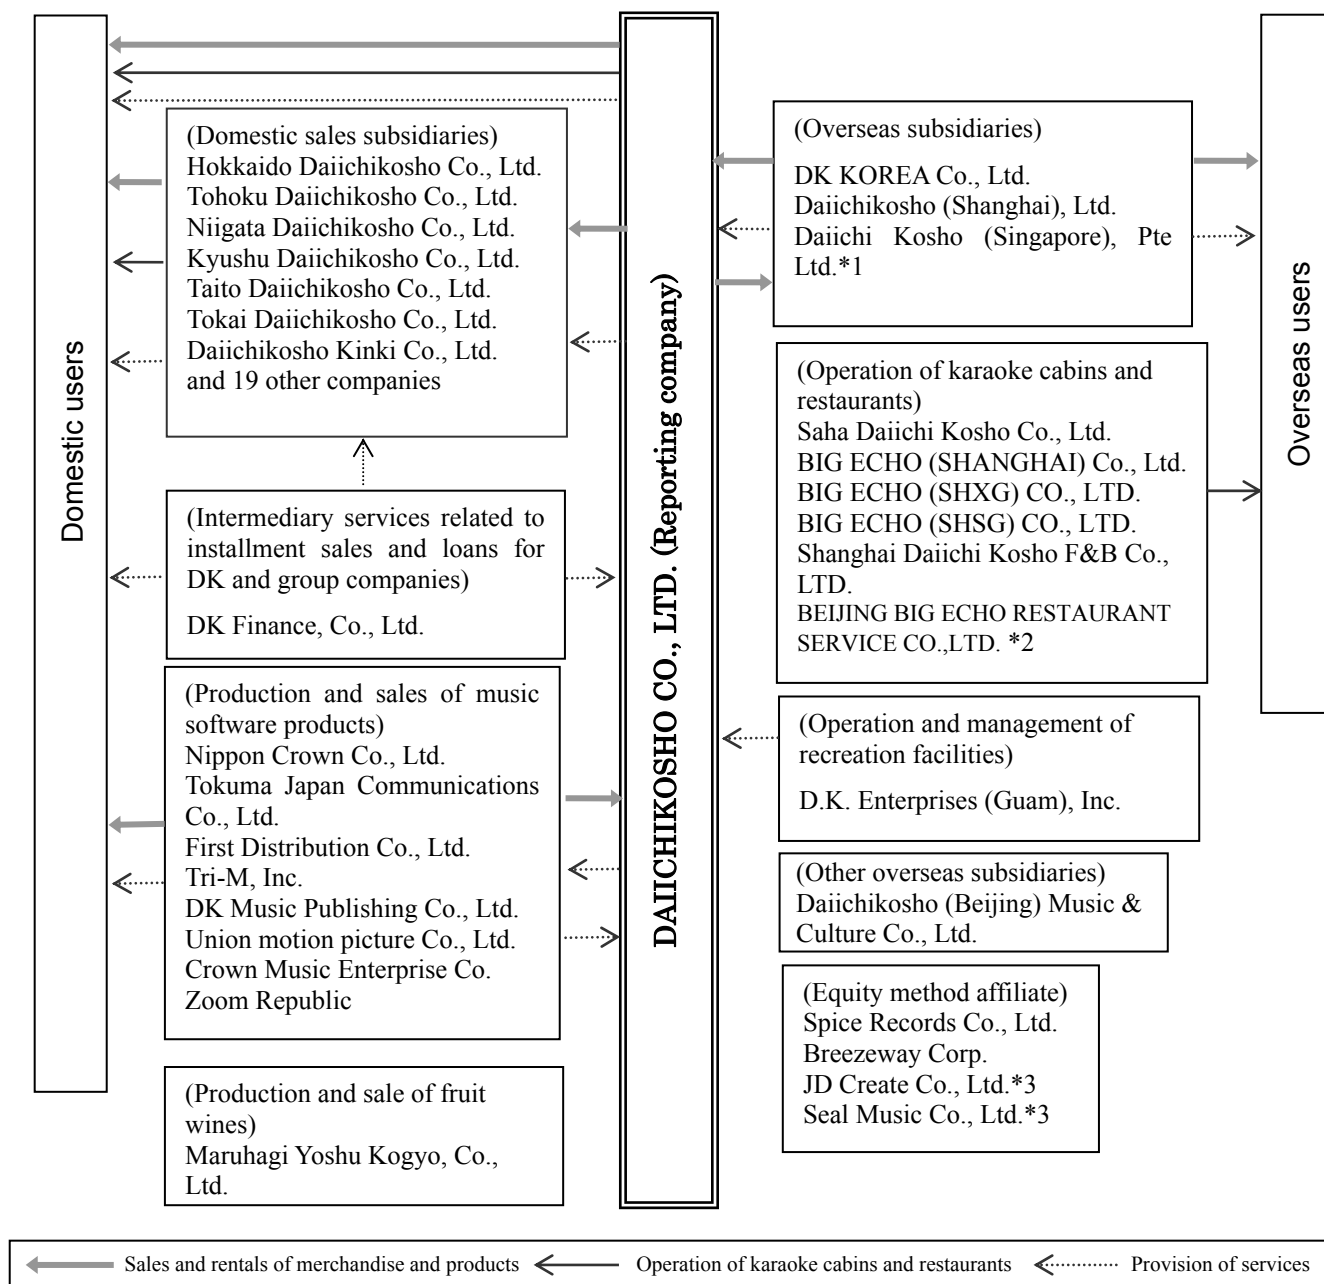 Domestic users
(Domestic sales subsidiaries)
Hokkaido Daiichikosho Co., Ltd.
Tohoku Daiichikosho Co., Ltd.
Niigata Daiichikosho Co., Ltd.
Kyushu Daiichikosho Co., Ltd.
Taito Daiichikosho Co., Ltd.
Tokai Daiichikosho Co., Ltd.
Daiichikosho Kinki Co., Ltd.
and 19 other companies
(Intermediary services related to
installment sales and loans for
DK and group companies)
DK Finance, Co., Ltd.
(Production and sales of music
software products)
Nippon Crown Co., Ltd.
Tokuma Japan Communications
Co., Ltd.
First Distribution Co., Ltd.
Tri-M, Inc.
DK Music Publishing Co., Ltd.
Union motion picture Co., Ltd.
Crown Music Enterprise Co.
Zoom Republic
(Production and sale of fruit
wines)
Maruhagi Yoshu Kogyo, Co.,
Ltd.
DAIICHIKOSHO CO., LTD. (Reporting company)
(Overseas subsidiaries)
DK KOREA Co., Ltd.
Daiichikosho (Shanghai), Ltd.
Daiichi Kosho (Singapore), Pte
Ltd.*1
(Operation of karaoke cabins and
restaurants)
Saha Daiichi Kosho Co., Ltd.
BIG ECHO (SHANGHAI) Co., Ltd.
BIG ECHO (SHXG) CO., LTD.
BIG ECHO (SHSG) CO., LTD.
Shanghai Daiichi Kosho F&B Co.,
LTD.
BEIJING BIG ECHO RESTAURANT
SERVICE CO.,LTD. *2
(Operation and management of
recreation facilities)
D.K. Enterprises (Guam), Inc.
(Other overseas subsidiaries)
Daiichikosho (Beijing) Music &
Culture Co., Ltd.
(Equity method affiliate)
Spice Records Co., Ltd.
Breezeway Corp.
JD Create Co., Ltd.*3
Seal Music Co., Ltd.*3
Overseas users
Sales and rentals of merchandise and products
Operation of karaoke cabins and restaurants
Provision of services